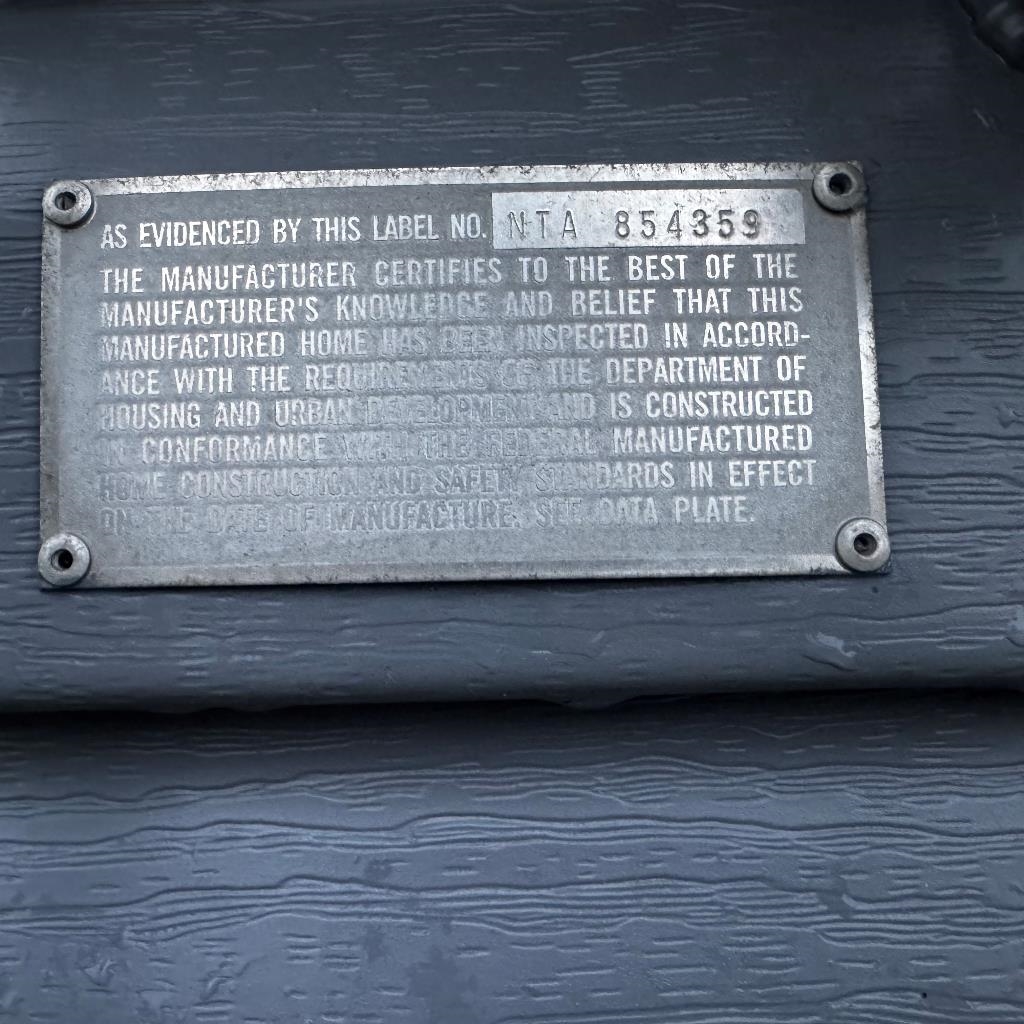 AS EVIDENCED BY THIS LABEL NO. NTA 854359
THE MANUFACTURER CERTIFIES TO THE BEST OF THE
MANUFACTURER'S KNOWLEDGE AND BELIEF THAT THIS
MANUFACTURED HOME HAS BEEN INSPECTED IN ACCORD-
ANCE WITH THE REQUIREMENTS OF THE DEPARTMENT OF
HOUSING AND URBAN DEVELOPMENT AND IS CONSTRUCTED
IN CONFORMANCE WITH THE FEDERAL MANUFACTURED
HOME CONSTRUCTION AND SAFETY STANDARDS IN EFFECT
ON THE DATE OF MANUFACTURE. SEE DATA PLATE.